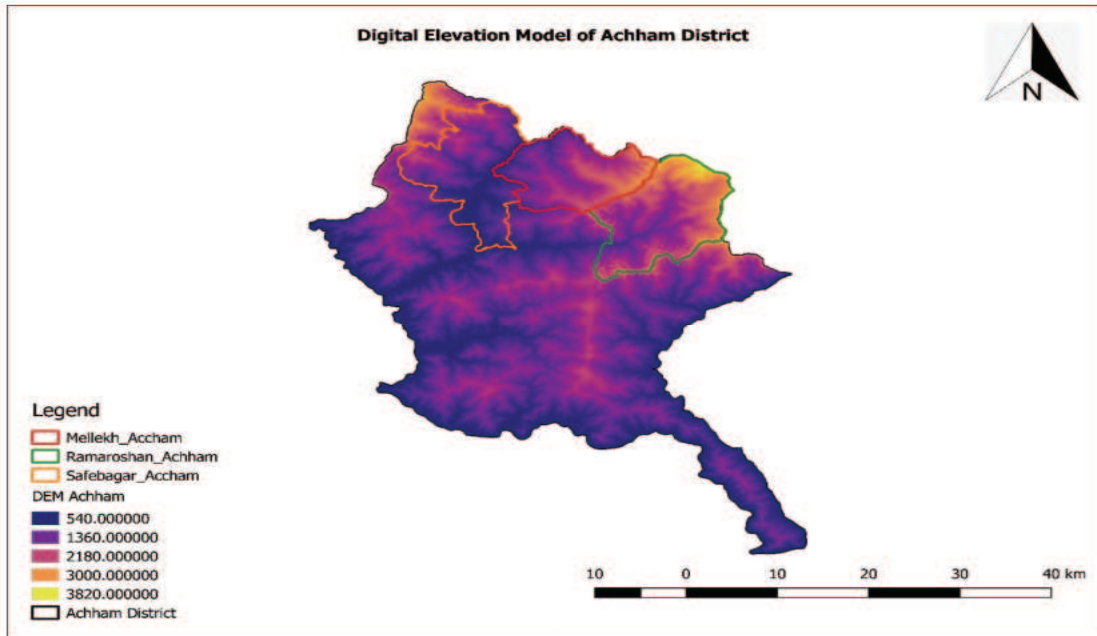 Digital Elevation Model of Achham District
N
Legend
Mellekh_Accham
Ramaroshan_Achham
Safebagar_Accham
DEM Achham
540.000000
1360.000000
2180.000000
3000.000000
3820.000000
Achham District
10 0 10 20 30 40 km